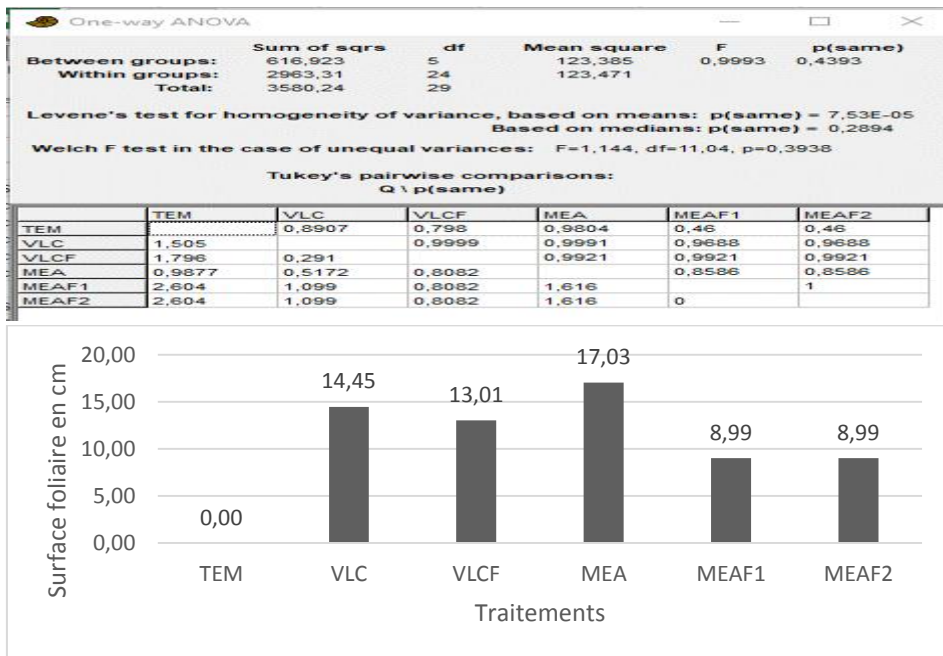 One-way ANOVA
Sum of sqrs df Mean square F p(same)
Between groups: 616,923 5 123,385 0,9993 0,4393
Within groups: 2963,31 24 123,471
Total: 3580,24 29
Levene's test for homogeneity of variance, based on means: p(same) = 7,53E-05
Based on medians: p(same) = 0,2894
Welch F test in the case of unequal variances: F=1,144, df=11,04, p=0,3938
Tukey's pairwise comparisons:
Q \ p(same)
TEM VLC VLCF MEA MEAF1 MEAF2
TEM 0,8907 0,798 0,9804 0,46 0,46
VLC 1,505 0,9999 0,9991 0,9688 0,9688
VLCF 1,796 0,291 0,9921 0,9921 0,9921
MEA 0,9877 0,5172 0,8082 0,8586 0,8586
MEAF1 2,604 1,099 0,8082 1,616 1
MEAF2 2,604 1,099 0,8082 1,616 0
Surface foliaire en cm
20,00
15,00
10,00
5,00
0,00
0,00
14,45
13,01
17,03
8,99
8,99
TEM VLC VLCF MEA MEAF1 MEAF2
Traitements